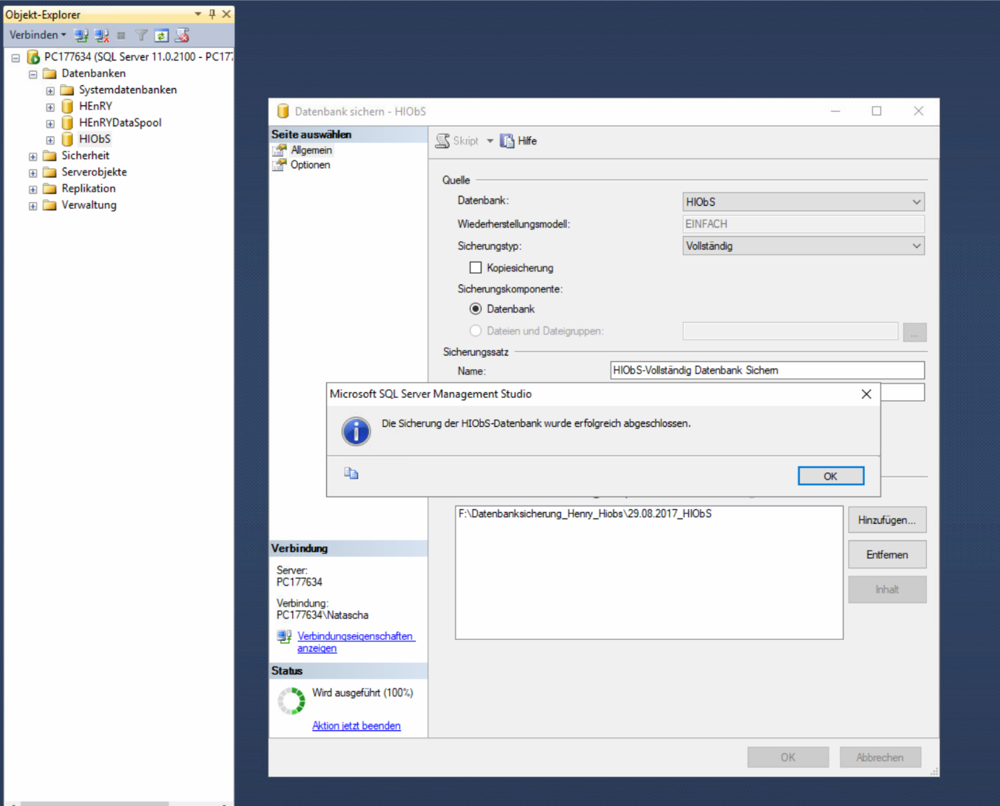 Objekt-Explorer
Verbinden
PC177634 (SQL Server 11.0.2100 - PC177
Datenbanken
Systemdatenbanken
HEnRY
HEnRYDataSpool
HIObS
Sicherheit
Serverobjekte
Replikation
Verwaltung
Datenbank sichern - HIObS
Seite auswählen
Allgemein
Optionen
Skript
Hilfe
Quelle
Datenbank:
HIObS
Wiederherstellungsmodell:
EINFACH
Sicherungstyp:
Vollständig
Kopiesicherung
Sicherungskomponente:
Datenbank
Dateien und Dateigruppen:
...
Sicherungssatz
Name:
HIObS-Vollständig Datenbank Sichern
Microsoft SQL Server Management Studio
Die Sicherung der HIObS-Datenbank wurde erfolgreich abgeschlossen.
OK
F:\Datenbanksicherung_Henry_Hiobs\29.08.2017_HIObS
Hinzufügen...
Entfernen
Inhalt
Verbindung
Server:
PC177634
Verbindung:
PC177634\Natascha
Verbindungseigenschaften
anzeigen
Status
Wird ausgeführt (100%)
Aktion jetzt beenden
OK
Abbrechen